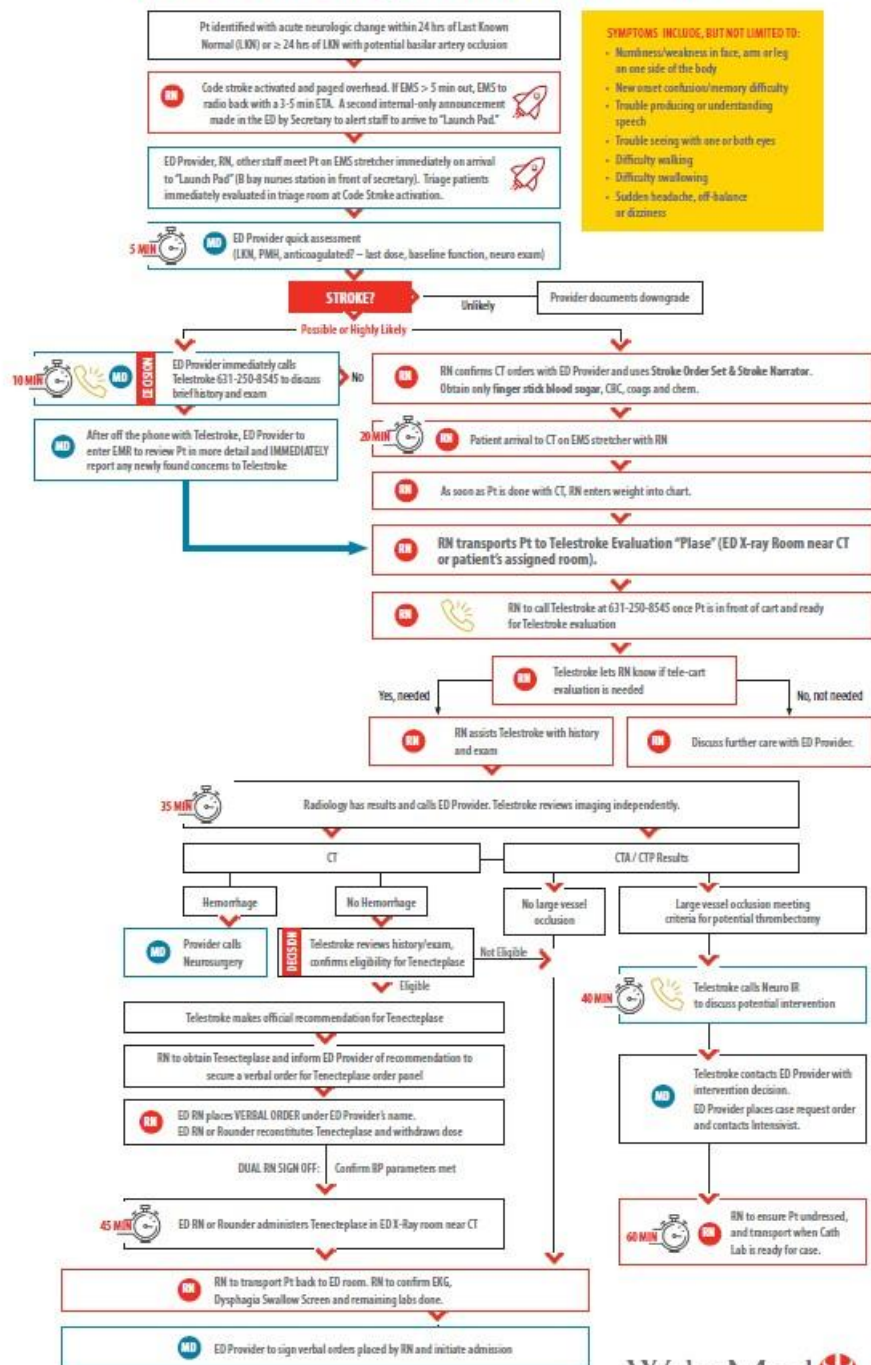 Pt identified with acute neurologic change within 24 hrs of Last Known
Normal (LKN) or ≥ 24 hrs of LKN with potential basilar artery occlusion
SYMPTOMS INCLUDE, BUT NOT LIMITED TO:
• Numbness/weakness in face, arm or leg
on one side of the body
• New onset confusion/memory difficulty
• Trouble producing or understanding
speech
• Trouble seeing with one or both eyes
• Difficulty walking
• Difficulty swallowing
• Sudden headache, off-balance
or dizziness
RN
Code stroke activated and paged overhead. If EMS > 5 min out, EMS to
radio back with a 3-5 min ETA. A second internal-only announcement
made in the ED by Secretary to alert staff to arrive to "Launch Pad."
ED Provider, RN, other staff meet Pt on EMS stretcher immediately on arrival
to "Launch Pad" (B bay nurses station in front of secretary). Triage patients
immediately evaluated in triage room at Code Stroke activation.
5 MIN
MD
ED Provider quick assessment
(LKN, PMH, anticoagulated? – last dose, baseline function, neuro exam)
STROKE?
Unlikely
Provider documents downgrade
Possible or Highly Likely
10 MIN
MD
DECISION
ED Provider immediately calls
Telestroke 631-250-8545 to discuss
brief history and exam
No
RN
RN confirms CT orders with ED Provider and uses Stroke Order Set & Stroke Narrator.
Obtain only finger stick blood sugar, CBC, coags and chem.
MD
After off the phone with Telestroke, ED Provider to
enter EMR to review Pt in more detail and IMMEDIATELY
report any newly found concerns to Telestroke
20 MIN
RN
Patient arrival to CT on EMS stretcher with RN
RN
As soon as Pt is done with CT, RN enters weight into chart.
RN
RN transports Pt to Telestroke Evaluation "Plase" (ED X-ray Room near CT
or patient's assigned room).
RN
RN to call Telestroke at 631-250-8545 once Pt is in front of cart and ready
for Telestroke evaluation
RN
Telestroke lets RN know if tele-cart
evaluation is needed
Yes, needed
No, not needed
RN
RN assists Telestroke with history
and exam
RN
Discuss further care with ED Provider.
35 MIN
Radiology has results and calls ED Provider. Telestroke reviews imaging independently.
CT
CTA / CTP Results
Hemorrhage
No Hemorrhage
No large vessel
occlusion
Large vessel occlusion meeting
criteria for potential thrombectomy
MD
Provider calls
Neurosurgery
DECISION
Telestroke reviews history/exam,
confirms eligibility for Tenecteplase
Not Eligible
Eligible
40 MIN
Telestroke calls Neuro IR
to discuss potential intervention
Telestroke makes official recommendation for Tenecteplase
RN to obtain Tenecteplase and inform ED Provider of recommendation to
secure a verbal order for Tenecteplase order panel
MD
Telestroke contacts ED Provider with
intervention decision.
ED Provider places case request order
and contacts Intensivist.
RN
ED RN places VERBAL ORDER under ED Provider's name.
ED RN or Rounder reconstitutes Tenecteplase and withdraws dose
DUAL RN SIGN OFF: Confirm BP parameters met
45 MIN
ED RN or Rounder administers Tenecteplase in ED X-Ray room near CT
60 MIN
RN
RN to ensure Pt undressed,
and transport when Cath
Lab is ready for case.
RN
RN to transport Pt back to ED room. RN to confirm EKG,
Dysphagia Swallow Screen and remaining labs done.
MD
ED Provider to sign verbal orders placed by RN and initiate admission